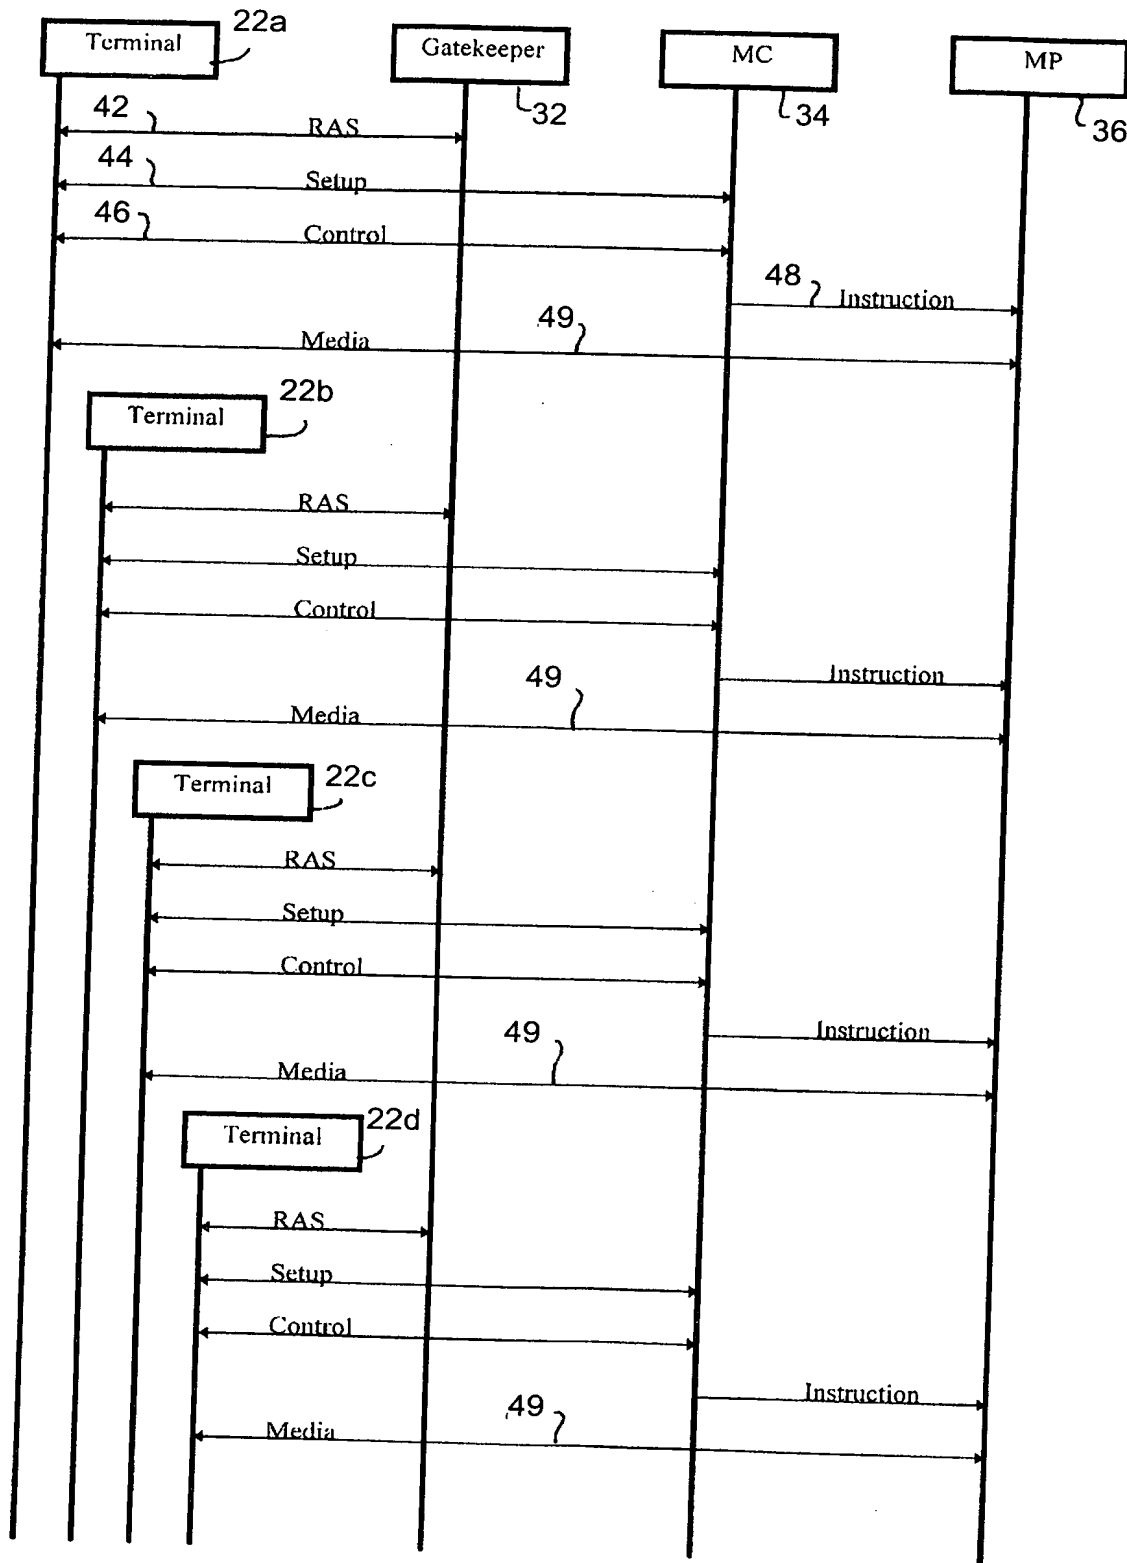 Terminal 22a
Gatekeeper 32
MC 34
MP 36
42 RAS
44 Setup
46 Control
48 Instruction
Media 49
Terminal 22b
RAS
Setup
Control
Instruction
Media 49
Terminal 22c
RAS
Setup
Control
Instruction
Media 49
Terminal 22d
RAS
Setup
Control
Instruction
Media 49